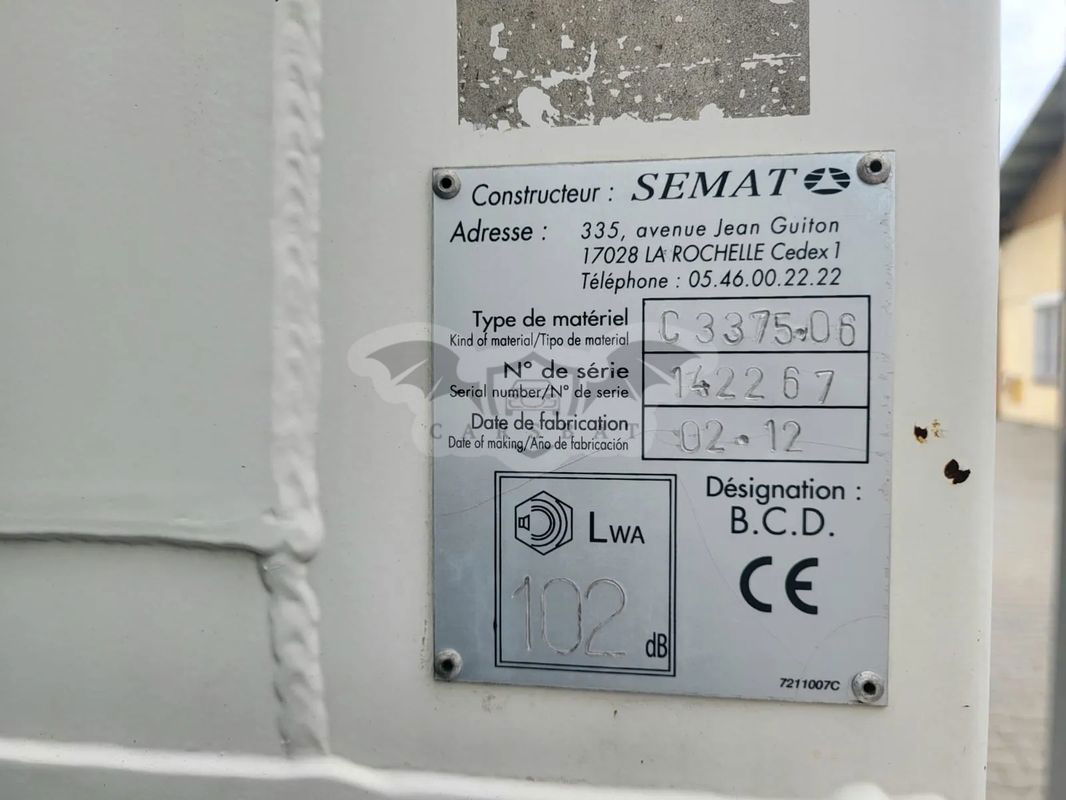 Constructeur : SEMAT
Adresse : 335, avenue Jean Guiton
17028 LA ROCHELLE Cedex 1
Téléphone : 05.46.00.22.22
Type de matériel C 3375.06
Kind of material/Tipo de material
N° de série 142267
Serial number/N° de serie
CAROBAT
Date de fabrication 02.12
Date of making/Año de fabricación
Désignation :
B.C.D.
LWA
CE
102 dB
7211007C